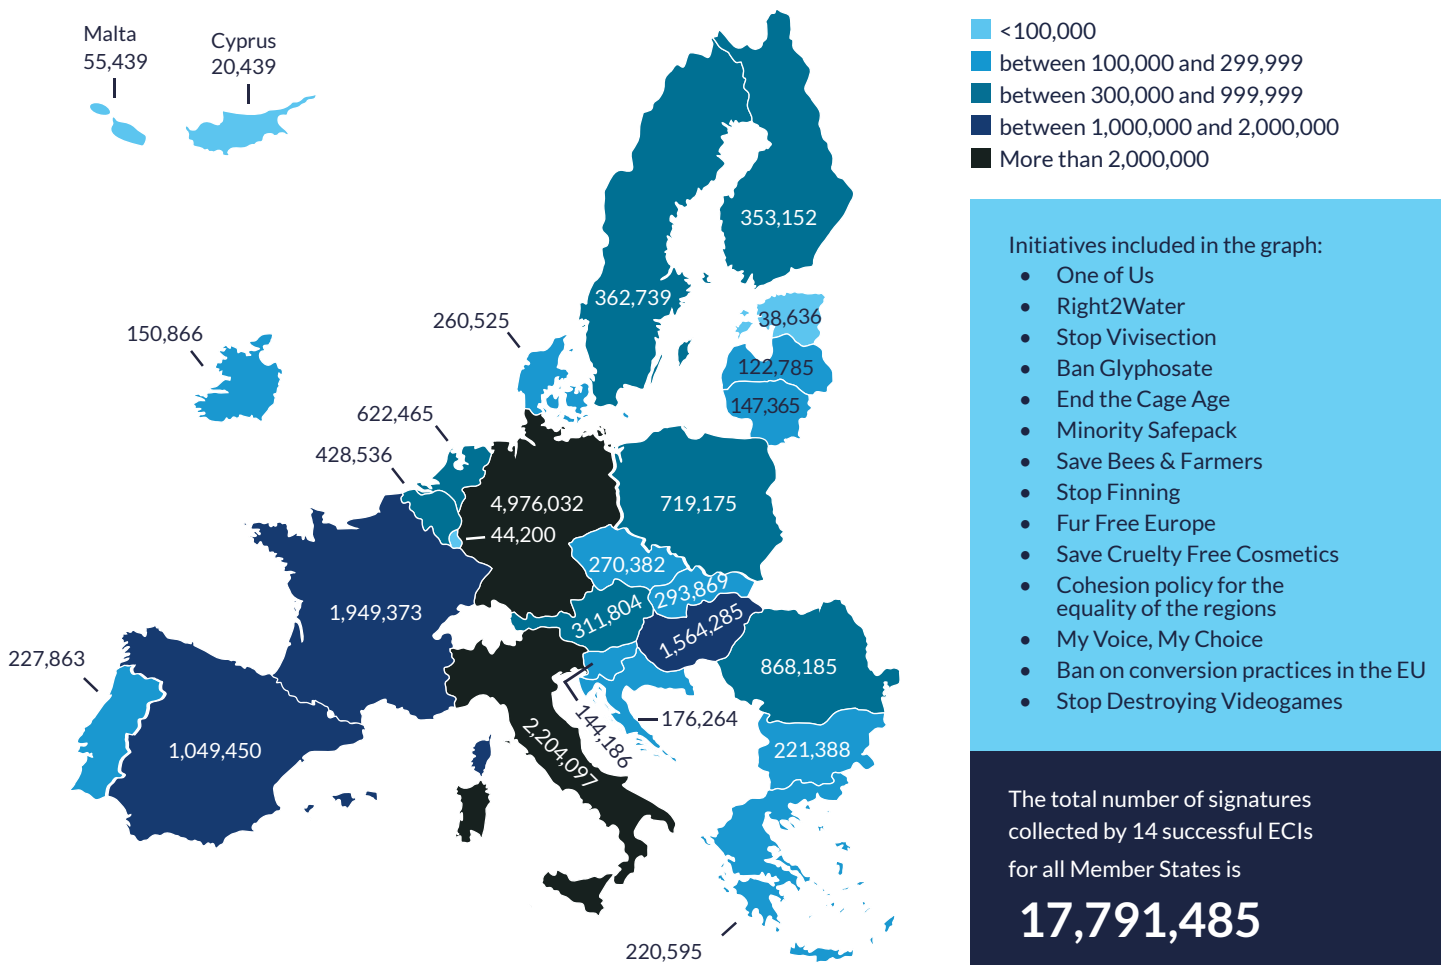 Malta
55,439
Cyprus
20,439
<100,000
between 100,000 and 299,999
between 300,000 and 999,999
between 1,000,000 and 2,000,000
More than 2,000,000
353,152
362,739
38,636
260,525
150,866
122,785
147,365
622,465
428,536
4,976,032
719,175
44,200
270,382
293,869
1,949,373
311,804
1,564,285
227,863
868,185
144,186
176,264
1,049,450
2,204,097
221,388
220,595
Initiatives included in the graph:
• One of Us
• Right2Water
• Stop Vivisection
• Ban Glyphosate
• End the Cage Age
• Minority Safepack
• Save Bees & Farmers
• Stop Finning
• Fur Free Europe
• Save Cruelty Free Cosmetics
• Cohesion policy for the
equality of the regions
• My Voice, My Choice
• Ban on conversion practices in the EU
• Stop Destroying Videogames
The total number of signatures
collected by 14 successful ECIs
for all Member States is
17,791,485